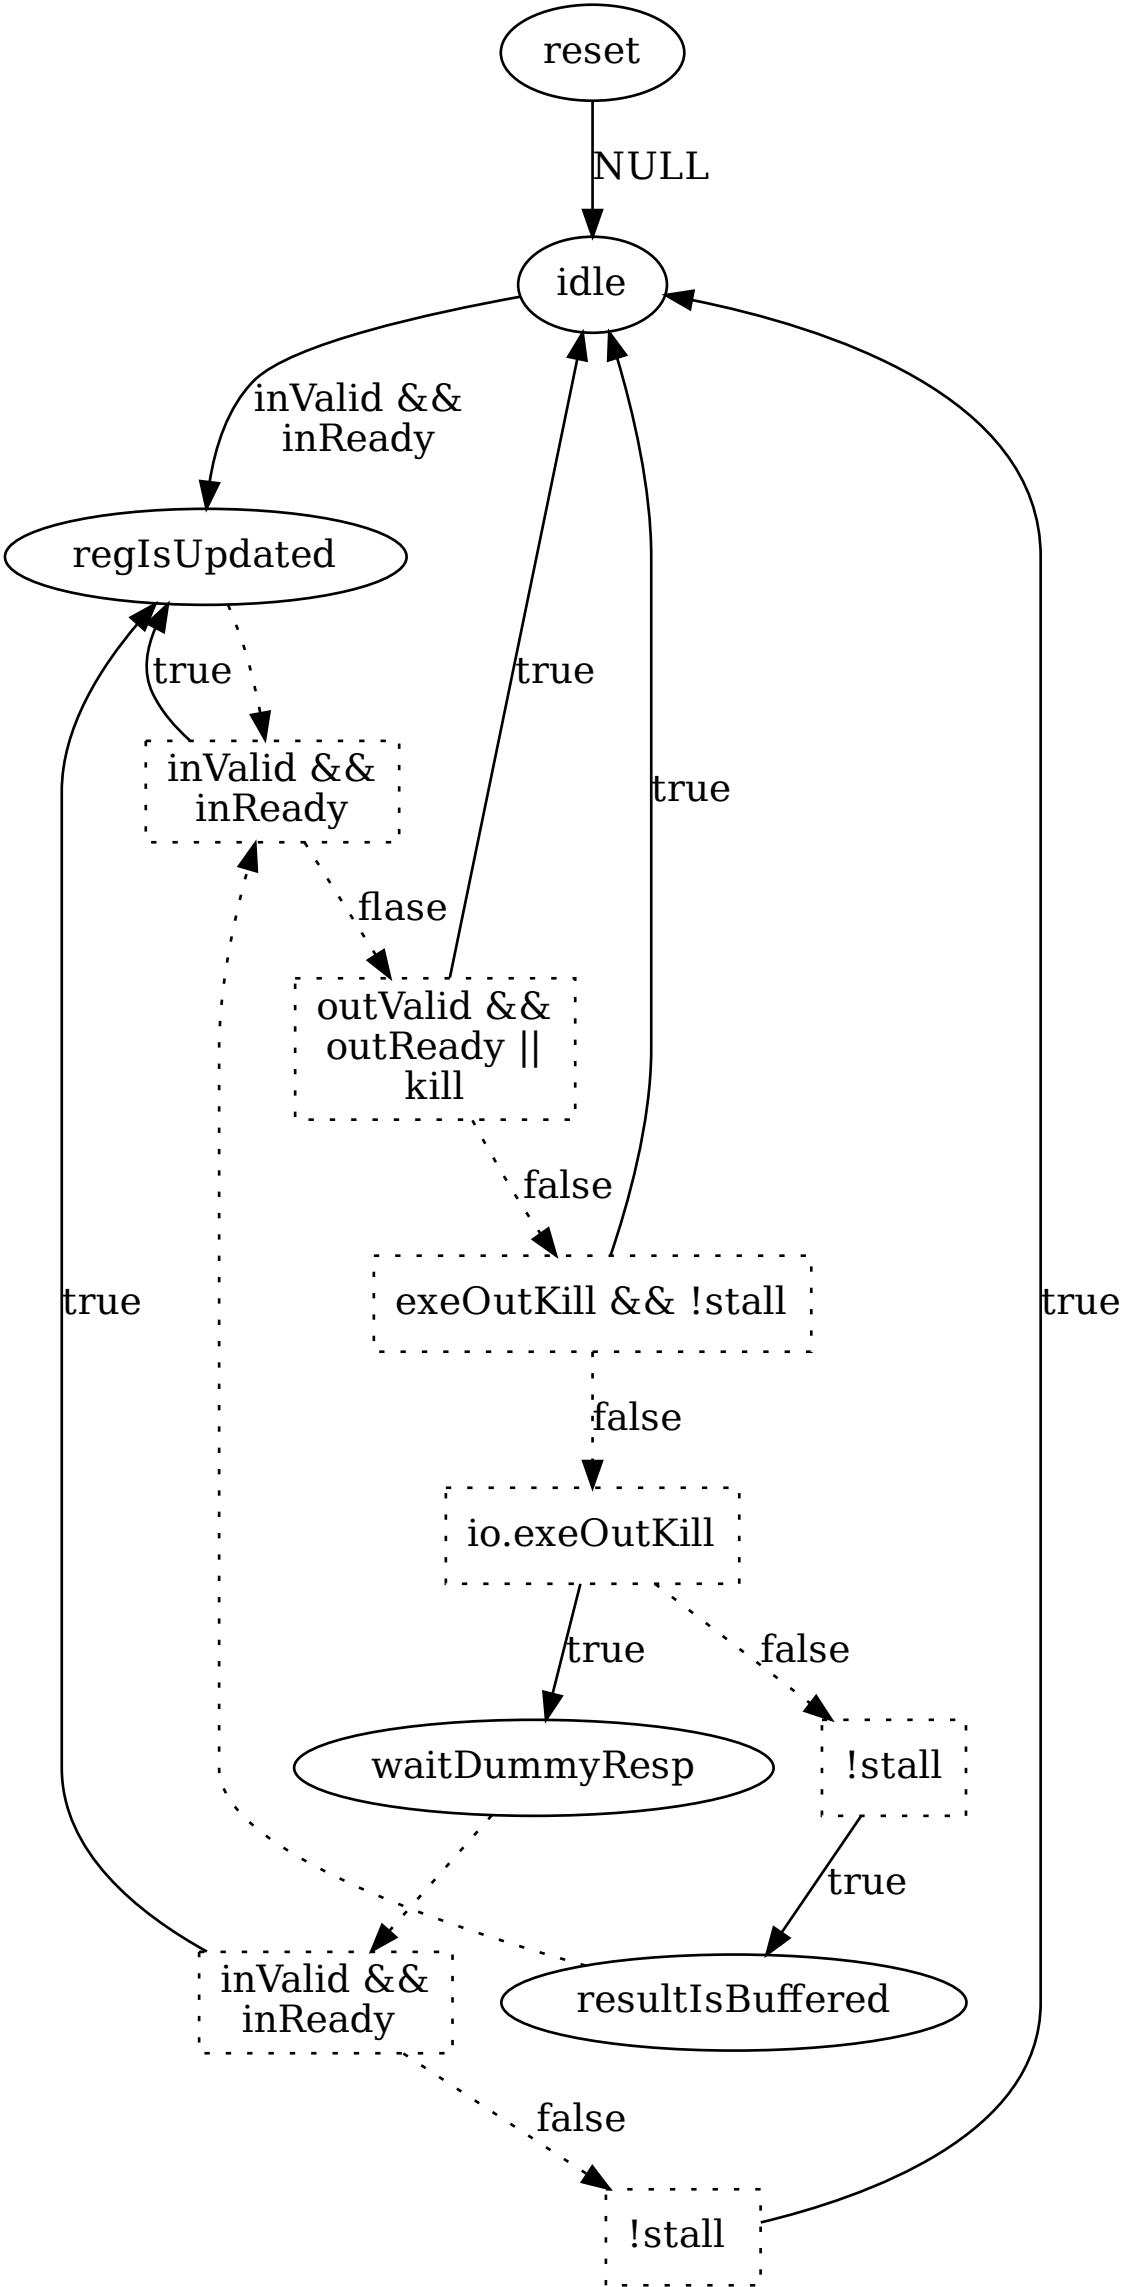 reset
NULL
idle
inValid &&
inReady
regIsUpdated
true
true
inValid &&
inReady
true
flase
outValid &&
outReady ||
kill
false
exeOutKill && !stall
true
true
false
io.exeOutKill
true
false
waitDummyResp
!stall
true
inValid &&
inReady
resultIsBuffered
false
!stall